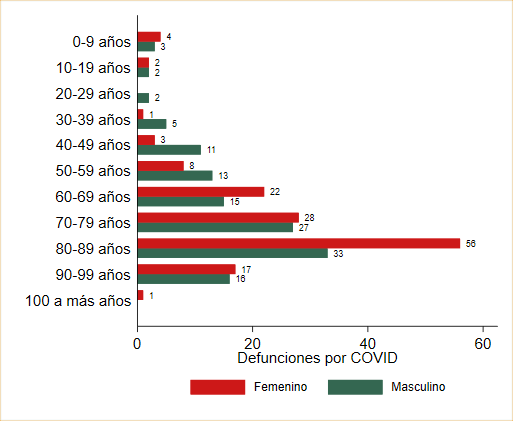 0-9 años 4
3
10-19 años 2
2
20-29 años 2
30-39 años 1
5
40-49 años 3
11
50-59 años 8
13
60-69 años 22
15
70-79 años 28
27
80-89 años 56
33
90-99 años 17
16
100 a más años 1
0 20 40 60
Defunciones por COVID
Femenino Masculino